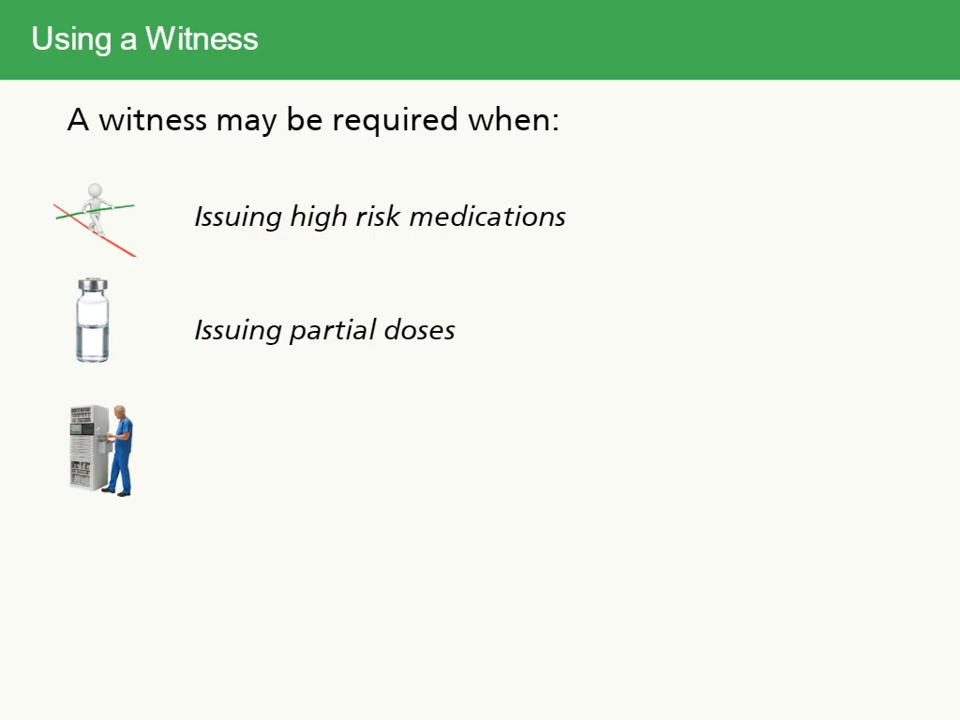 Using a Witness
A witness may be required when:
Issuing high risk medications
Issuing partial doses